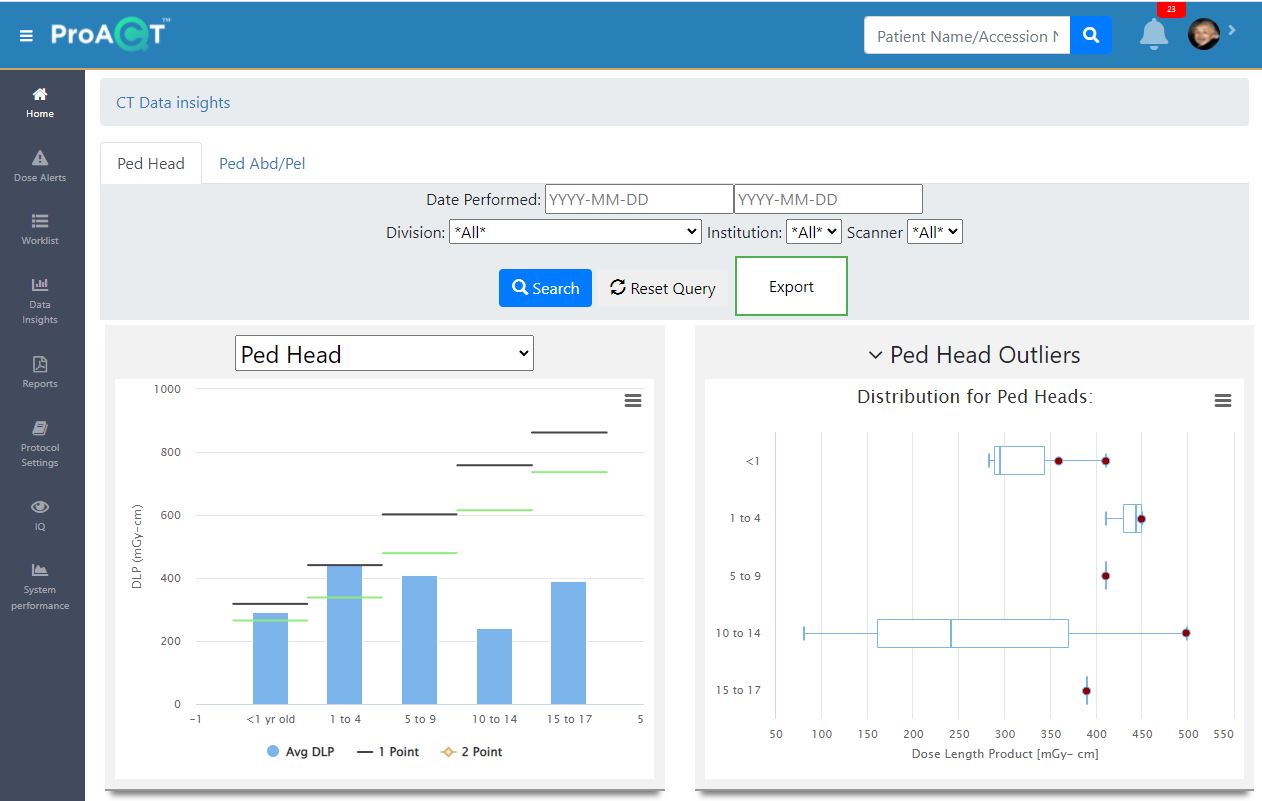 ProACT™
Patient Name/Accession N
23
Home
Dose Alerts
Worklist
Data
Insights
Reports
Protocol
Settings
IQ
System
performance
CT Data insights
Ped Head
Ped Abd/Pel
Date Performed: YYYY-MM-DD YYYY-MM-DD
Division: *All* Institution: *All* Scanner *All*
Search Reset Query Export
Ped Head
1000
800
600
400
200
0
DLP (mGy-cm)
-1 <1 yr old 1 to 4 5 to 9 10 to 14 15 to 17 5
Avg DLP 1 Point 2 Point
Ped Head Outliers
Distribution for Ped Heads:
<1
1 to 4
5 to 9
10 to 14
15 to 17
50 100 150 200 250 300 350 400 450 500 550
Dose Length Product [mGy- cm]